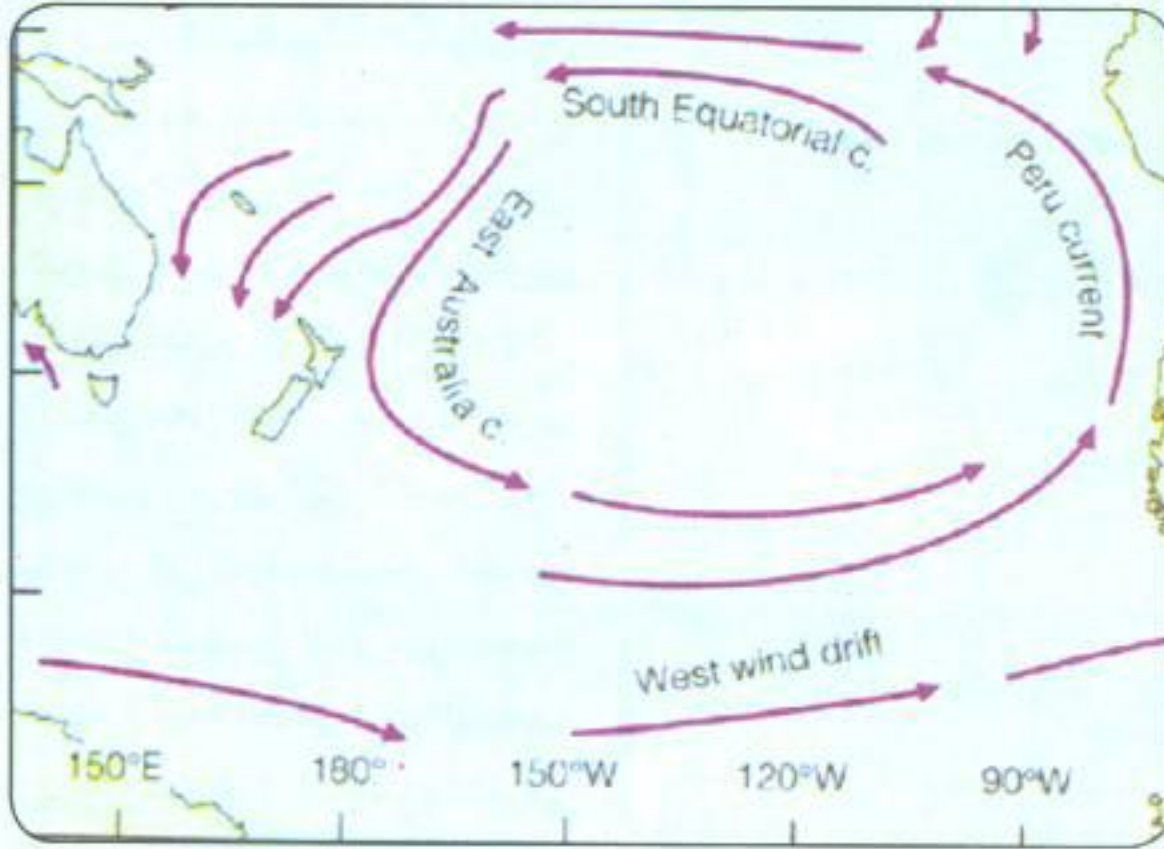 South Equatorial c.
Peru current
East Australia c.
West wind drift
150°E 180° 150°W 120°W 90°W